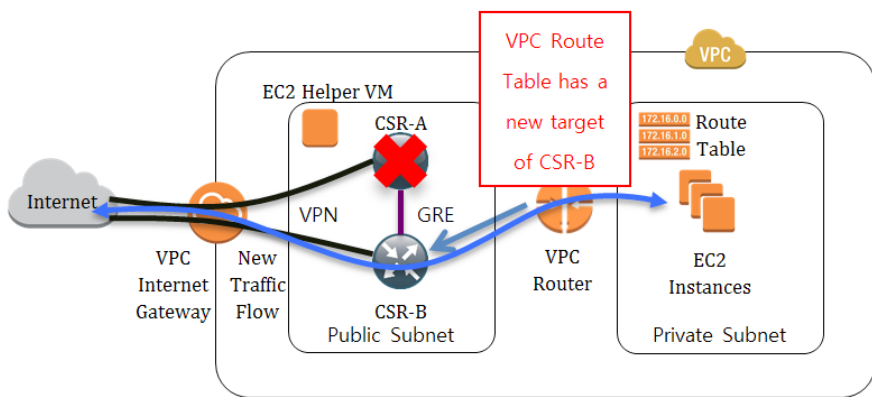 VPC Route
Table has a
new target
of CSR-B
VPC
EC2 Helper VM
CSR-A
172.16.0.0
172.16.1.0
172.16.2.0
Route
Table
Internet
VPN
GRE
VPC
Internet
Gateway
New
Traffic
Flow
CSR-B
Public Subnet
VPC
Router
EC2
Instances
Private Subnet